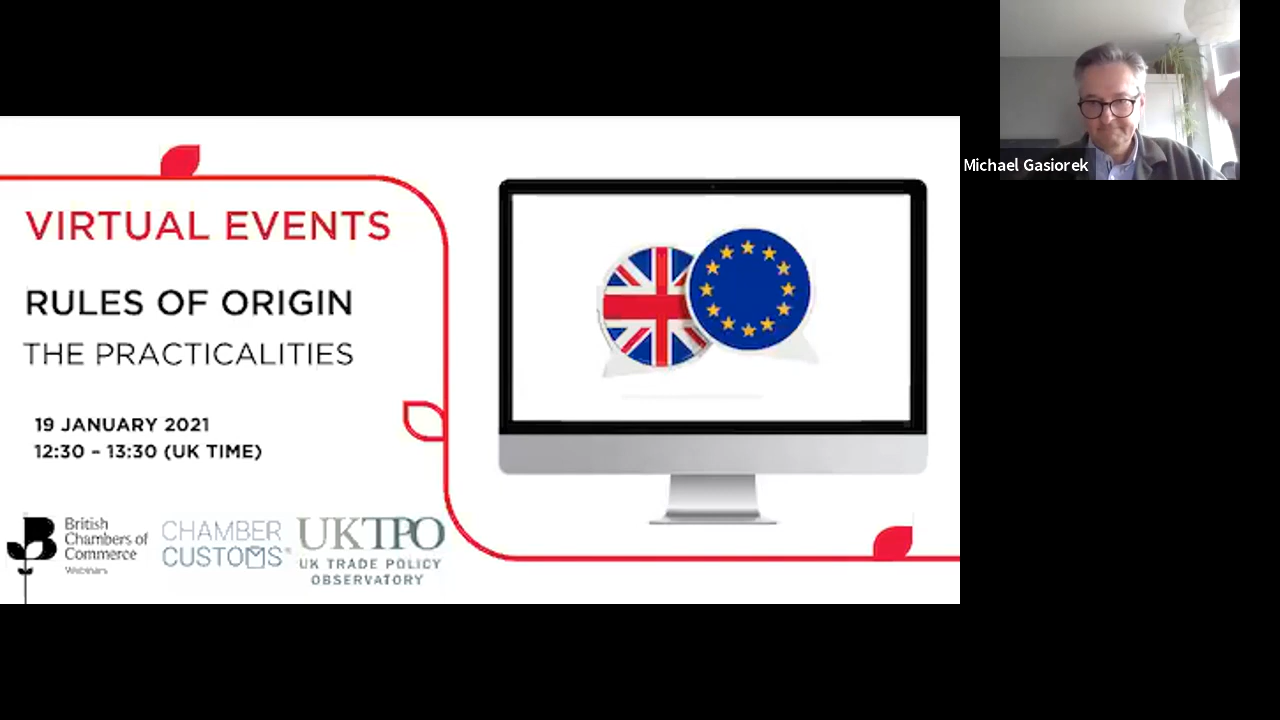 VIRTUAL EVENTS
RULES OF ORIGIN
THE PRACTICALITIES
19 JANUARY 2021
12:30 – 13:30 (UK TIME)
British
Chambers of
Commerce
Webinars
CHAMBER
CUSTOMS
UKTPO
UK TRADE POLICY
OBSERVATORY
Michael Gasiorek